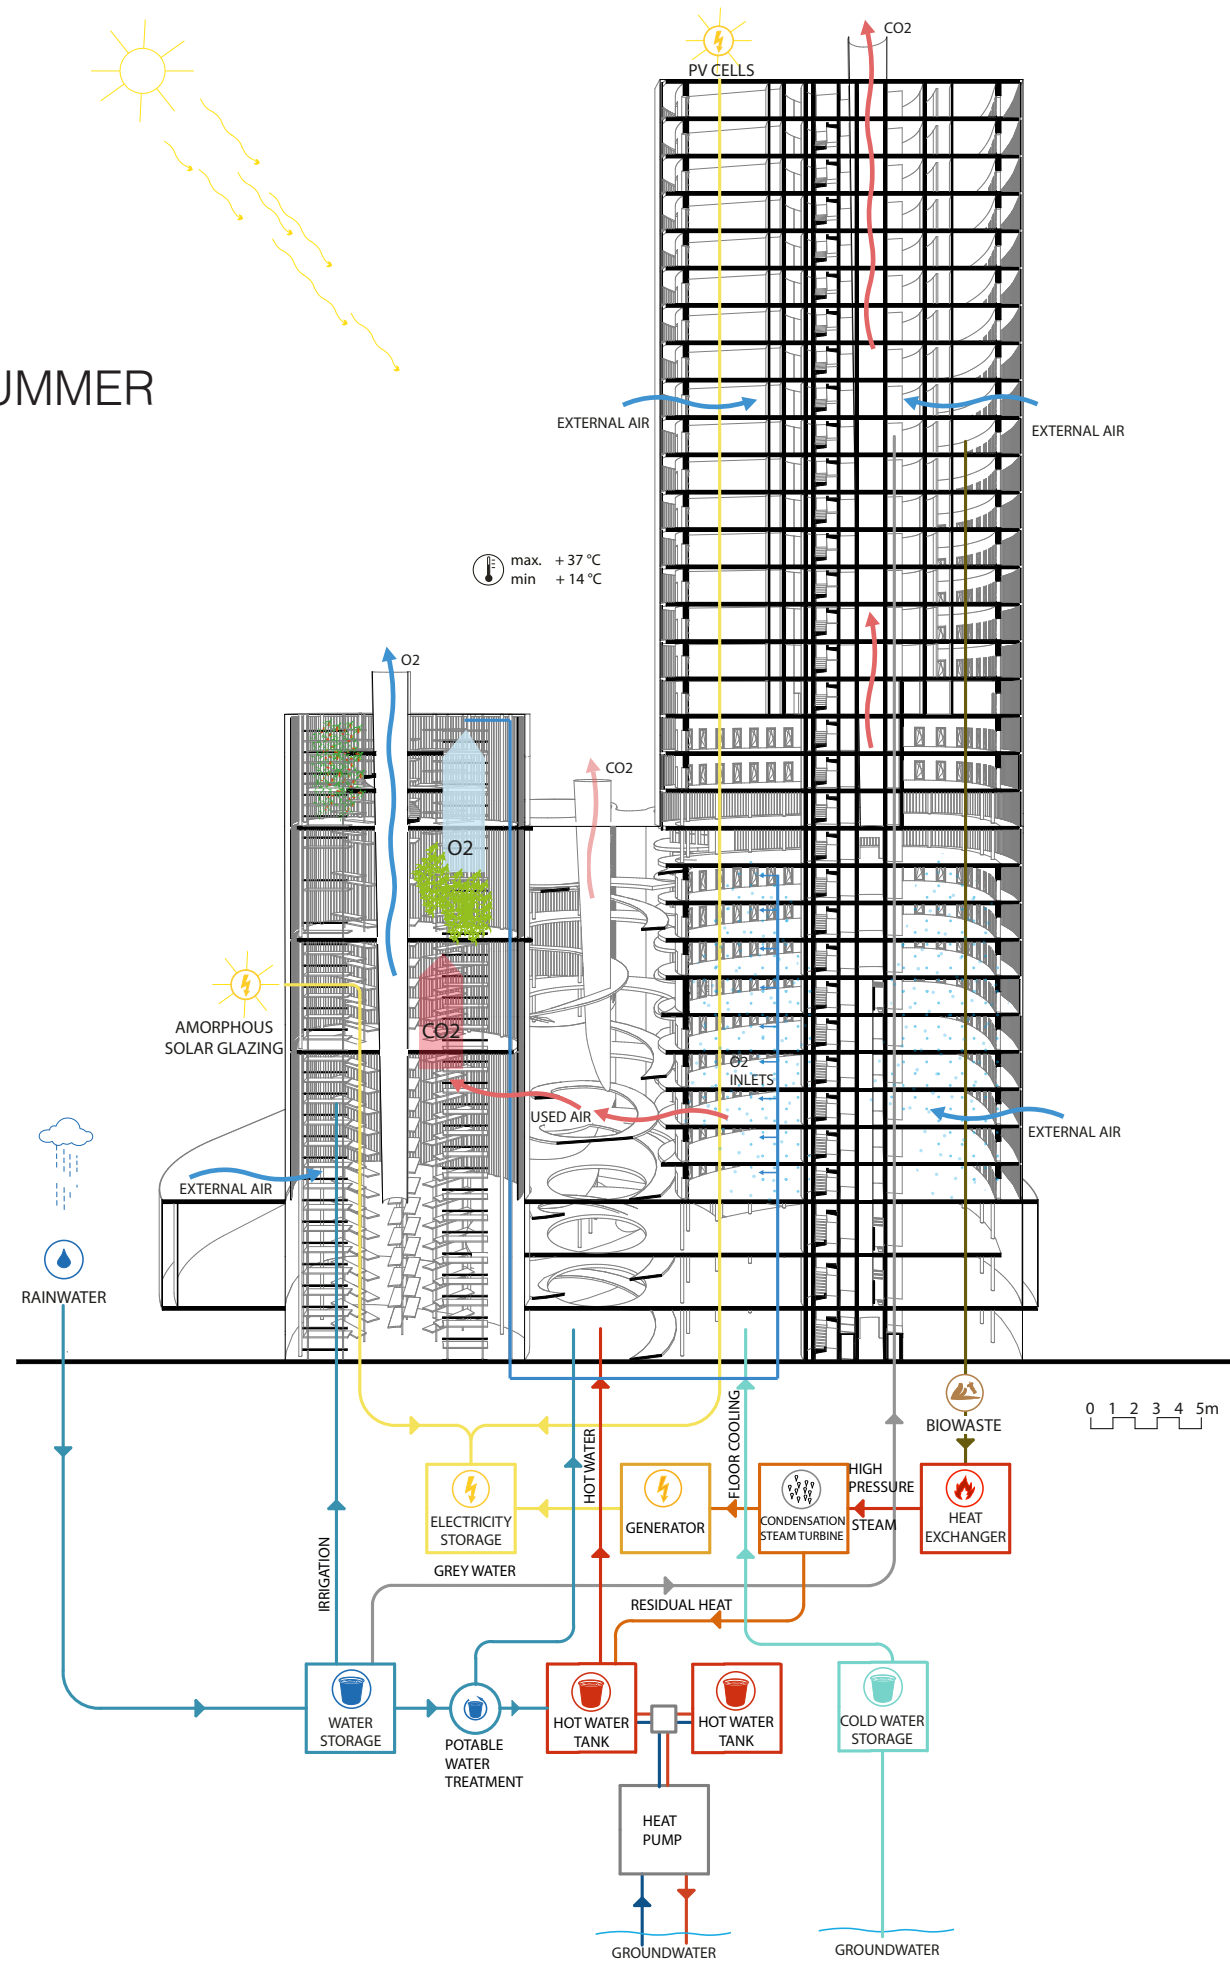 CO2
PV CELLS
UMMER
EXTERNAL AIR
EXTERNAL AIR
max. + 37 °C
min + 14 °C
O2
CO2
O2
CO2
AMORPHOUS
SOLAR GLAZING
O2
INLETS
USED AIR
EXTERNAL AIR
EXTERNAL AIR
RAINWATER
0 1 2 3 4 5m
BIOWASTE
HOT WATER
FLOOR COOLING
HIGH
PRESSURE
STEAM
ELECTRICITY
STORAGE
GENERATOR
CONDENSATION
STEAM TURBINE
HEAT
EXCHANGER
GREY WATER
IRRIGATION
RESIDUAL HEAT
WATER
STORAGE
POTABLE
WATER
TREATMENT
HOT WATER
TANK
HOT WATER
TANK
COLD WATER
STORAGE
HEAT
PUMP
GROUNDWATER
GROUNDWATER